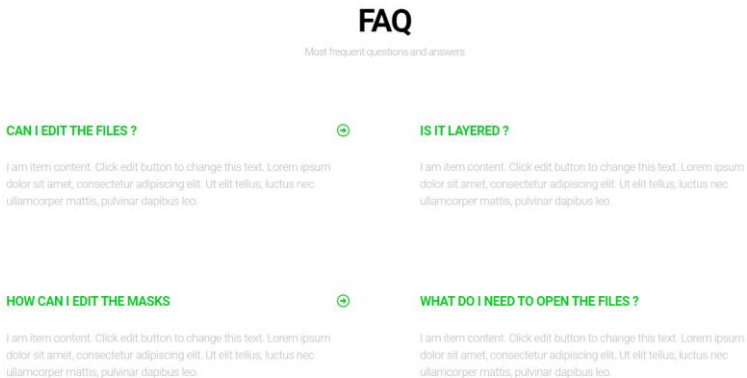 FAQ
Most frequent questions and answers
CAN I EDIT THE FILES ?
I am item content. Click edit button to change this text. Lorem ipsum
dolor sit amet, consectetur adipiscing elit. Ut elit tellus, luctus nec
ullamcorper mattis, pulvinar dapibus leo.
IS IT LAYERED ?
I am item content. Click edit button to change this text. Lorem ipsum
dolor sit amet, consectetur adipiscing elit. Ut elit tellus, luctus nec
ullamcorper mattis, pulvinar dapibus leo.
HOW CAN I EDIT THE MASKS
I am item content. Click edit button to change this text. Lorem ipsum
dolor sit amet, consectetur adipiscing elit. Ut elit tellus, luctus nec
ullamcorper mattis, pulvinar dapibus leo.
WHAT DO I NEED TO OPEN THE FILES ?
I am item content. Click edit button to change this text. Lorem ipsum
dolor sit amet, consectetur adipiscing elit. Ut elit tellus, luctus nec
ullamcorper mattis, pulvinar dapibus leo.